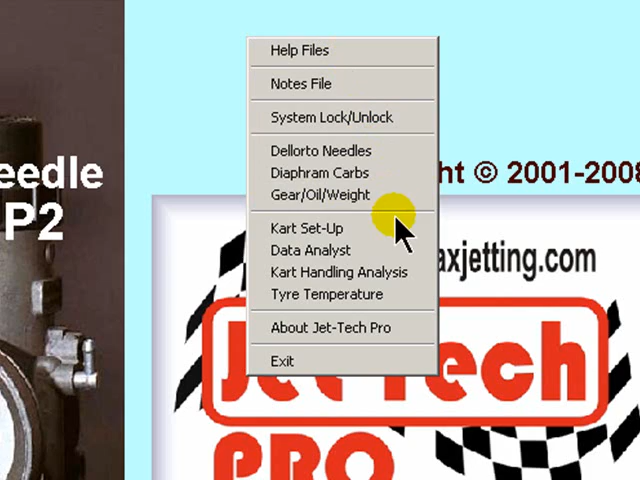 Help Files
Notes File
System Lock/Unlock
Dellorto Needles
Diaphram Carbs
Gear/Oil/Weight
Kart Set-Up
Data Analyst
Kart Handling Analysis
Tyre Temperature
About Jet-Tech Pro
Exit
eedle
P2
ht © 2001-2008
axjetting.com
Jet-Tech
PRO